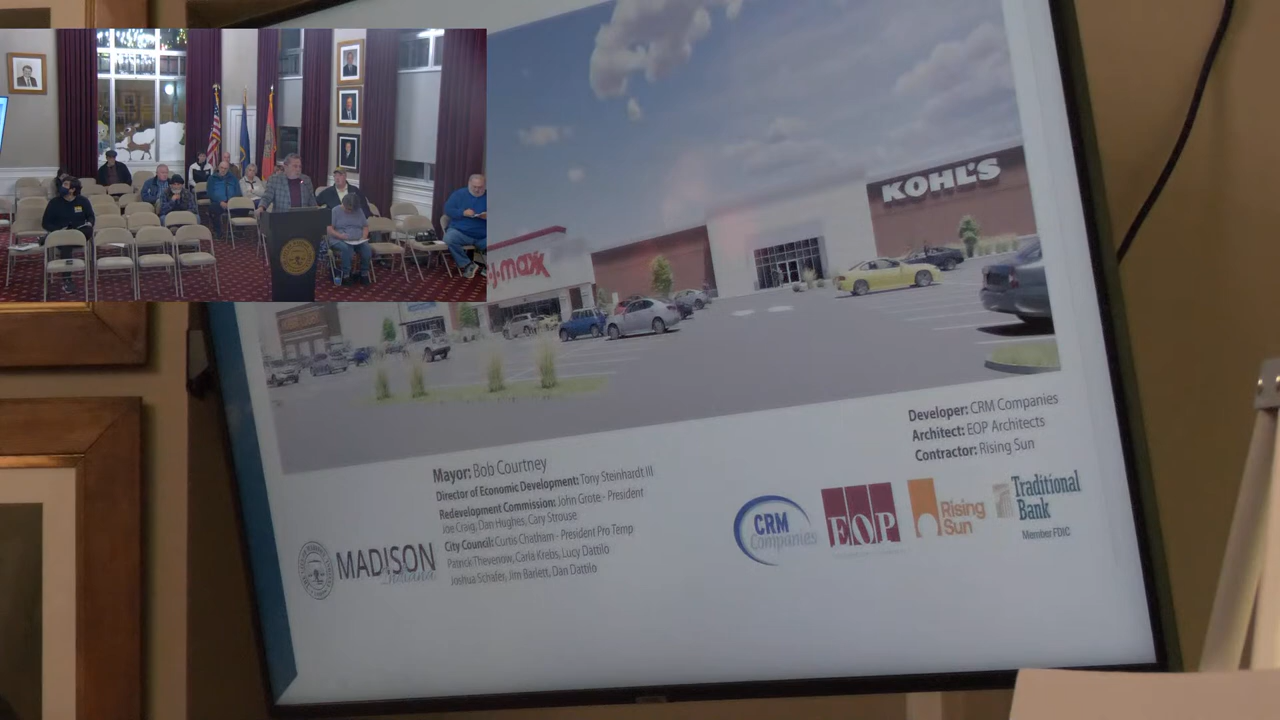 KOHL'S
T·J·maxx
Developer: CRM Companies
Architect: EOP Architects
Contractor: Rising Sun
Mayor: Bob Courtney
Director of Economic Development: Tony Steinhardt III
Redevelopment Commission: John Grote - President
Joe Craig, Dan Hughes, Cary Strouse
City Council: Curtis Chatham - President Pro Temp
Patrick Thevenow, Carla Krebs, Lucy Dattilo
Joshua Schafer, Jim Barlett, Dan Dattilo
MADISON
Indiana
CRM
Companies
EOP
Rising
Sun
Traditional
Bank
Member FDIC